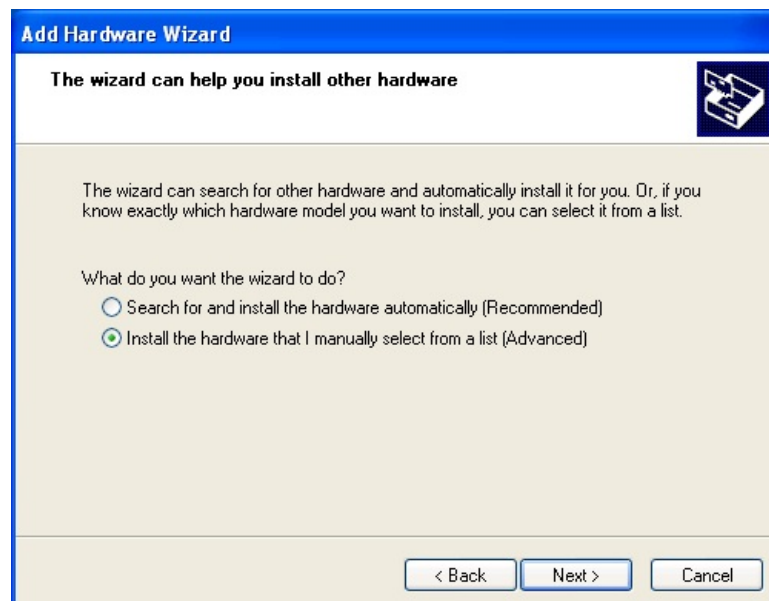 Add Hardware Wizard
The wizard can help you install other hardware
The wizard can search for other hardware and automatically install it for you. Or, if you
know exactly which hardware model you want to install, you can select it from a list.
What do you want the wizard to do?
Search for and install the hardware automatically (Recommended)
Install the hardware that I manually select from a list (Advanced)
< Back Next > Cancel